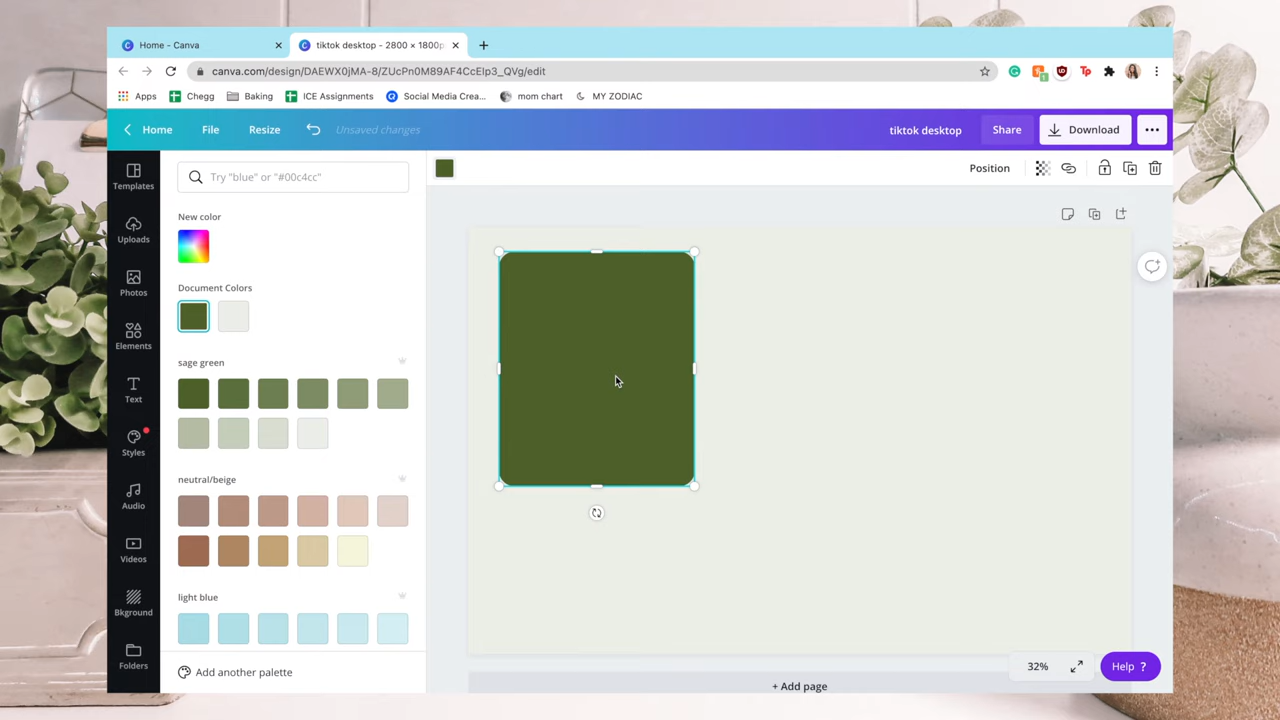 Home - Canva
tiktok desktop - 2800 × 1800p
canva.com/design/DAEWX0jMA-8/ZUcPn0M89AF4CcElp3_QVg/edit
Apps Chegg Baking ICE Assignments Social Media Crea... mom chart MY ZODIAC
Home File Resize Unsaved changes tiktok desktop Share Download
Position
Templates
Uploads
Photos
Elements
Text
Styles
Audio
Videos
Bkground
Folders
Try "blue" or "#00c4cc"
New color
Document Colors
sage green
neutral/beige
light blue
Add another palette
32%
Help ?
+ Add page